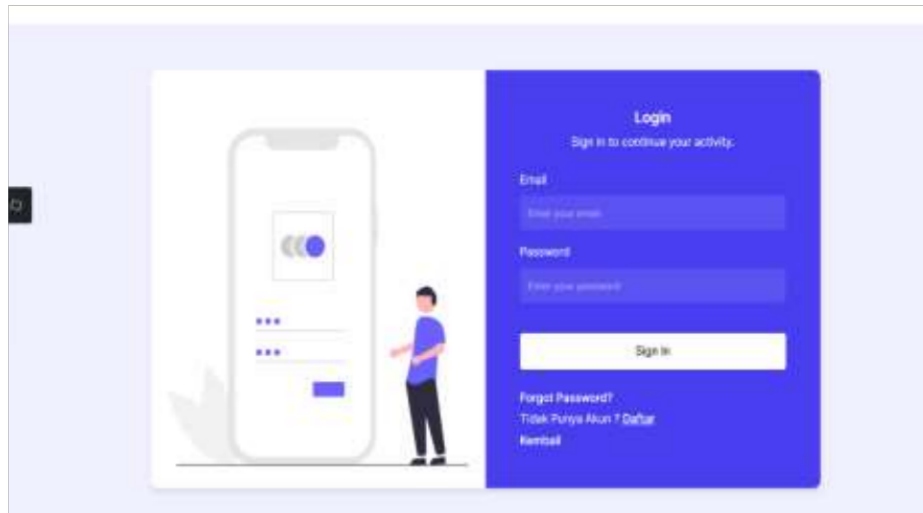 Login
Sign in to continue your activity.
Email
Enter your email
Password
Enter your password
Sign In
Forgot Password?
Tidak Punya Akun ? Daftar
Kembali